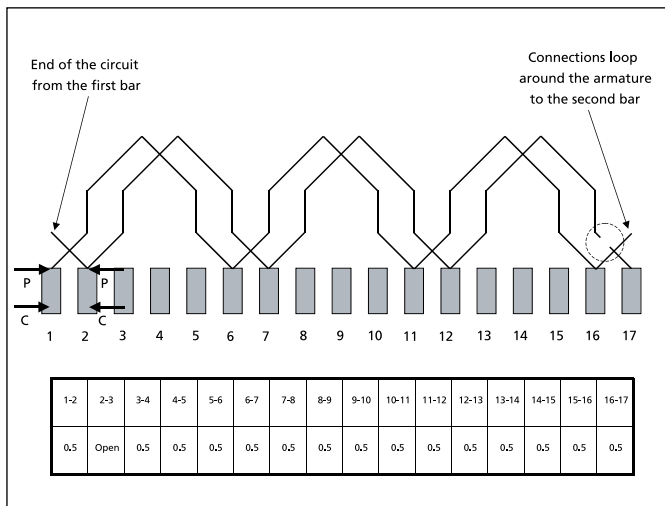 End of the circuit
from the first bar
Connections loop
around the armature
to the second bar
P P
C C
1 2 3 4 5 6 7 8 9 10 11 12 13 14 15 16 17
1-2 2-3 3-4 4-5 5-6 6-7 7-8 8-9 9-10 10-11 11-12 12-13 13-14 14-15 15-16 16-17
0.5 Open 0.5 0.5 0.5 0.5 0.5 0.5 0.5 0.5 0.5 0.5 0.5 0.5 0.5 0.5